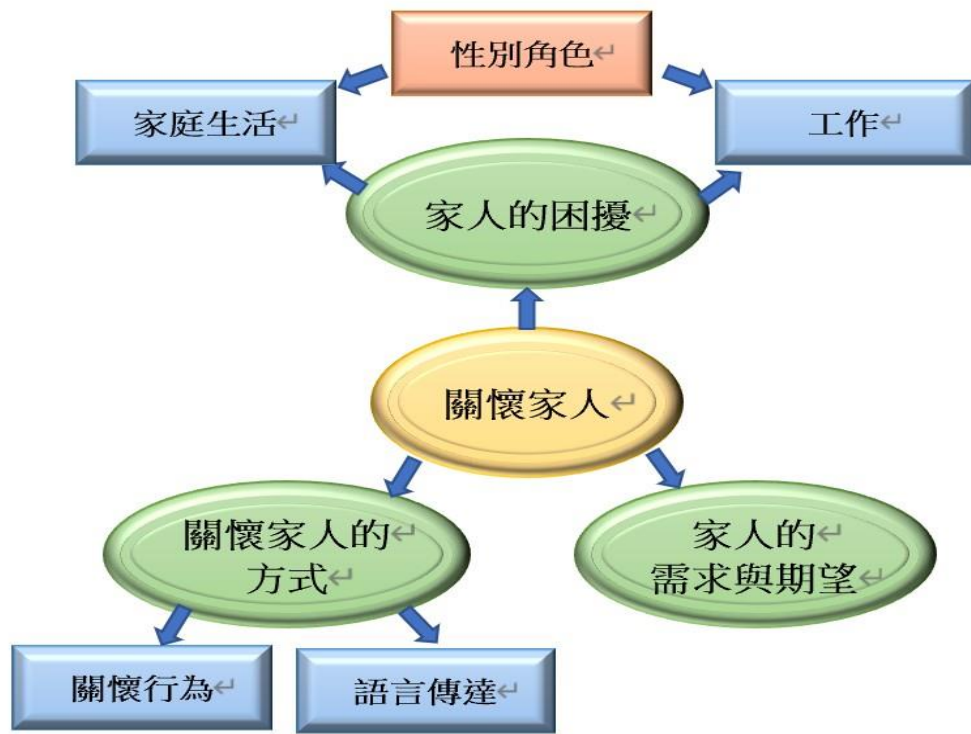 性別角色↵
家庭生活↵
工作↵
家人的困擾↵
關懷家人↵
關懷家人的↵
方式↵
家人的↵
需求與期望↵
關懷行為↵
語言傳達↵